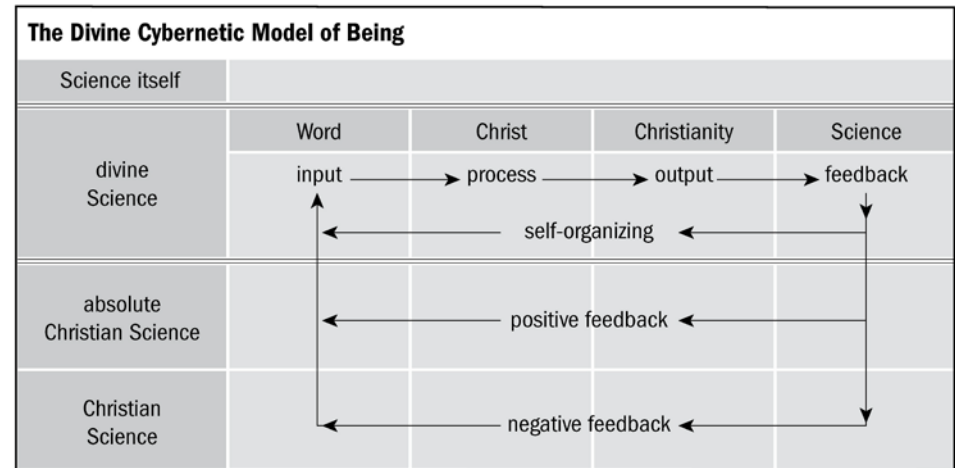 The Divine Cybernetic Model of Being
Science itself
Word Christ Christianity Science
divine
Science
input process output feedback
self-organizing
absolute
Christian Science
positive feedback
Christian
Science
negative feedback